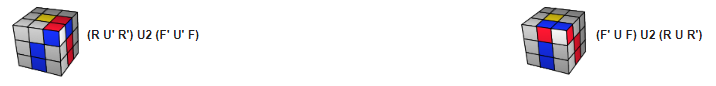 (R U' R') U2 (F' U' F)
(F' U F) U2 (R U R')